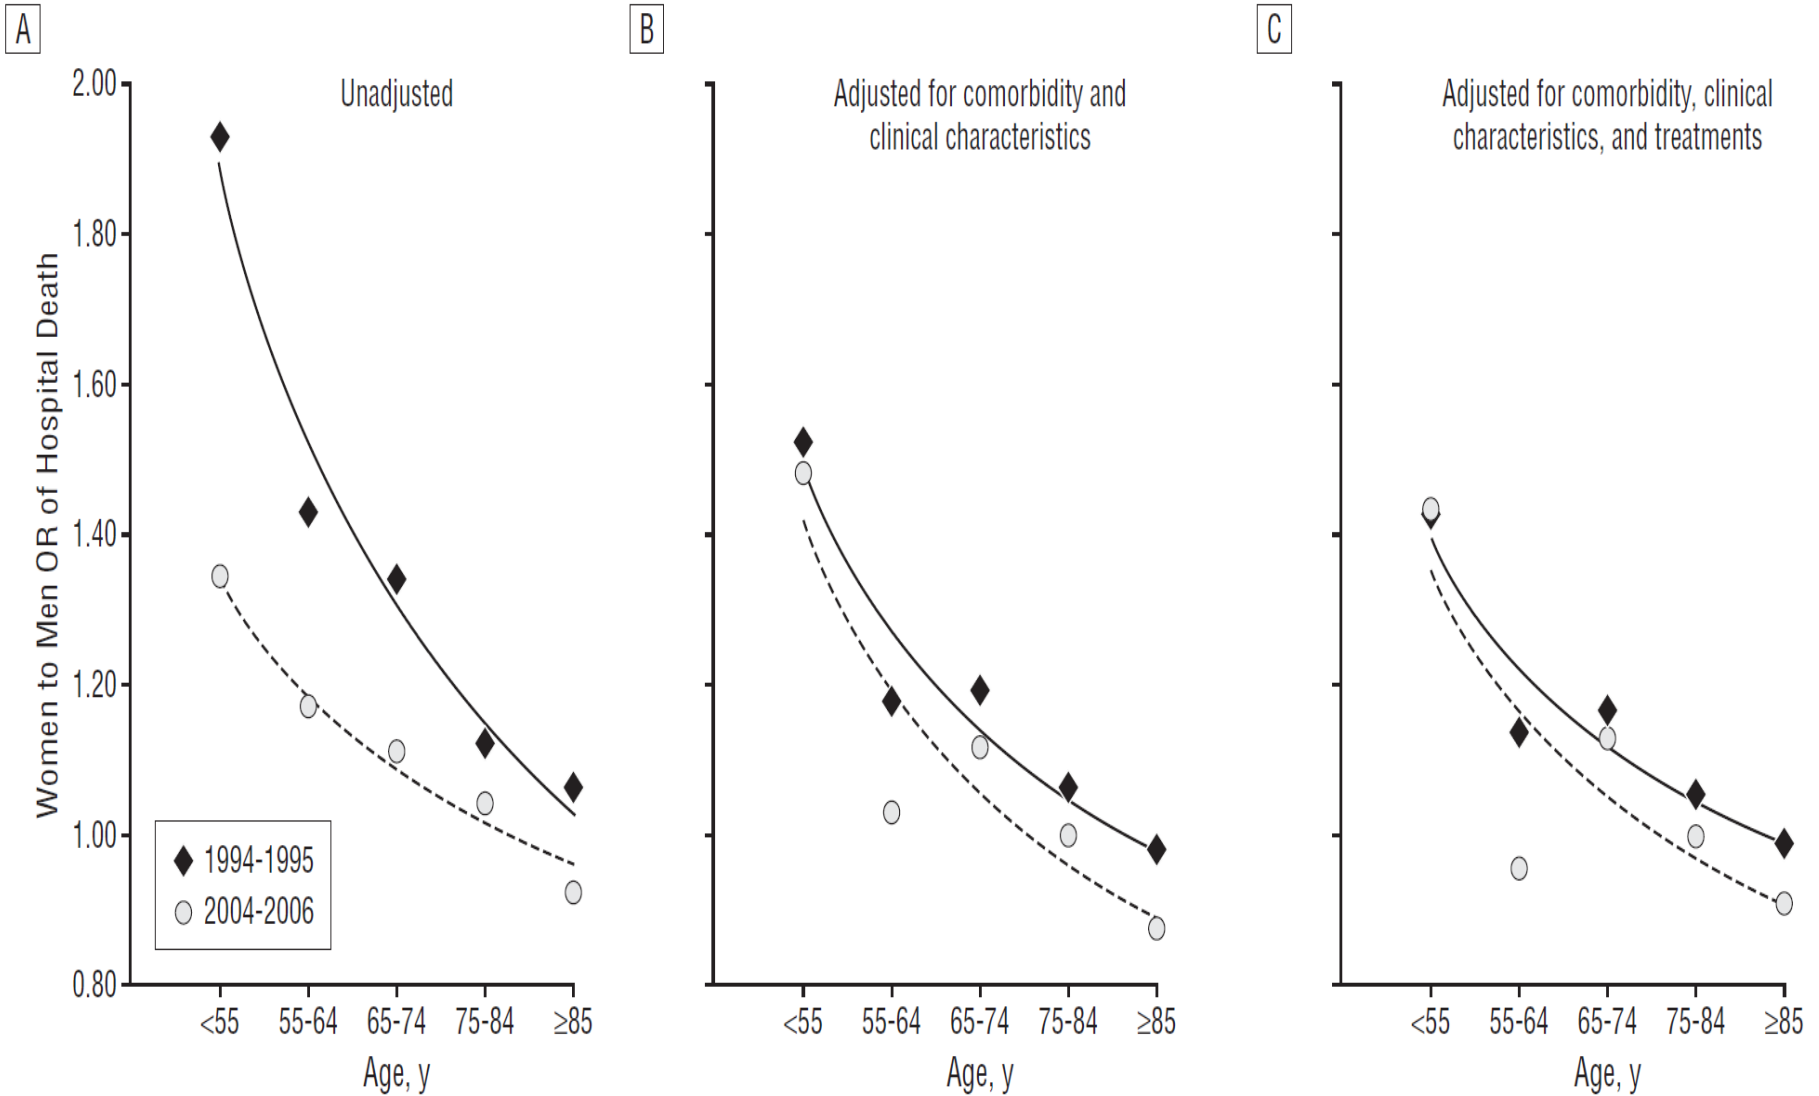 A
B
C
Unadjusted
Adjusted for comorbidity and
clinical characteristics
Adjusted for comorbidity, clinical
characteristics, and treatments
Women to Men OR of Hospital Death
2.00
1.80
1.60
1.40
1.20
1.00
0.80
1994-1995
2004-2006
<55 55-64 65-74 75-84 ≥85
Age, y
<55 55-64 65-74 75-84 ≥85
Age, y
<55 55-64 65-74 75-84 ≥85
Age, y